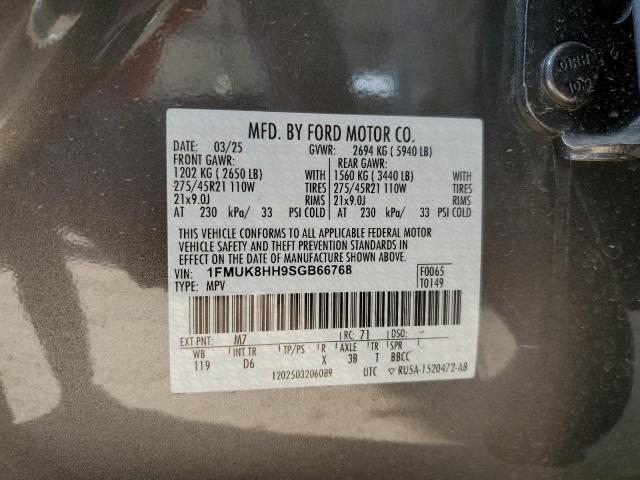 MFD. BY FORD MOTOR CO.
DATE: 03/25 GVWR: 2694 KG ( 5940 LB)
FRONT GAWR: REAR GAWR:
1202 KG ( 2650 LB) WITH 1560 KG ( 3440 LB) WITH
275/45R21 110W TIRES 275/45R21 110W TIRES
21x9.0J RIMS 21x9.0J RIMS
AT 230 kPa/ 33 PSI COLD AT 230 kPa/ 33 PSI COLD
THIS VEHICLE CONFORMS TO ALL APPLICABLE FEDERAL MOTOR
VEHICLE SAFETY AND THEFT PREVENTION STANDARDS IN
EFFECT ON THE DATE OF MANUFACTURE SHOWN ABOVE.
VIN: 1FMUK8HH9SGB66768 F0065
TYPE: MPV T0149
EXT PNT: M7 RC: 71 DSO:
WB INT TR TP/PS R AXLE TR SPR
119 D6 X 3B T BBCC
1202503206089 UTC ▽ RU5A-1520472-AB